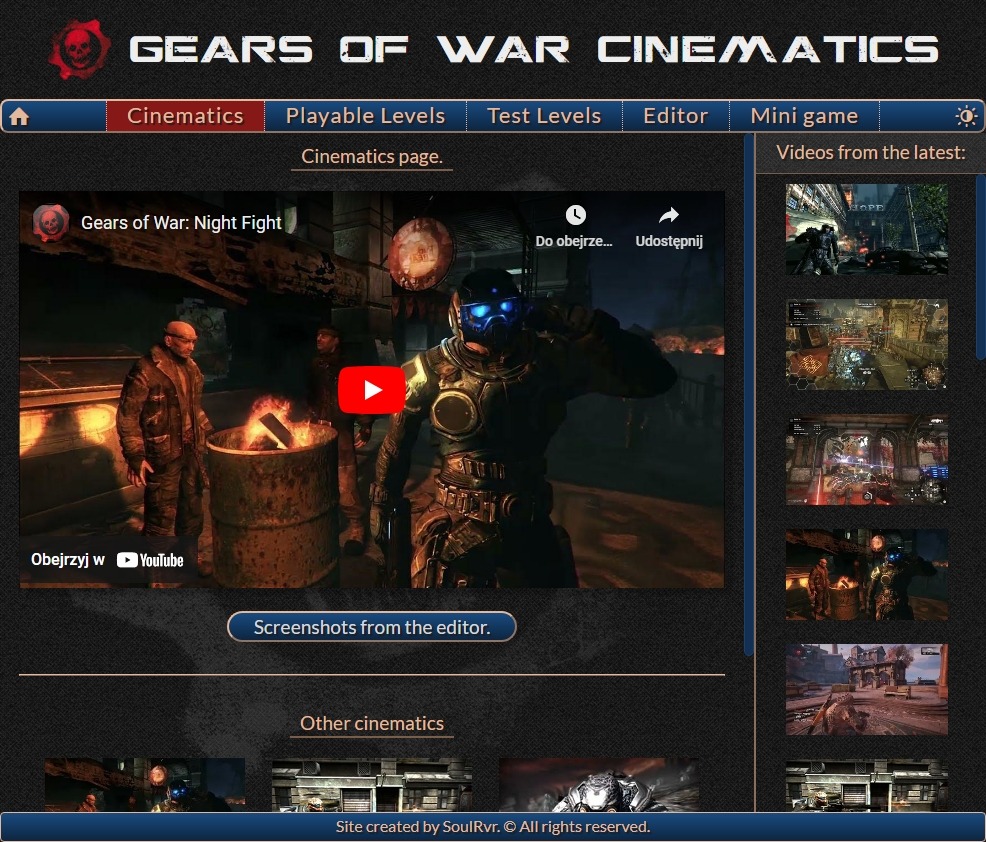 GEARS OF WAR CINEMATICS
Cinematics
Playable Levels
Test Levels
Editor
Mini game
Cinematics page.
Videos from the latest:
Gears of War: Night Fight
Do obejrze...
Udostępnij
HOPE
Obejrzyj w YouTube
Screenshots from the editor.
Other cinematics
Site created by SoulRvr. © All rights reserved.